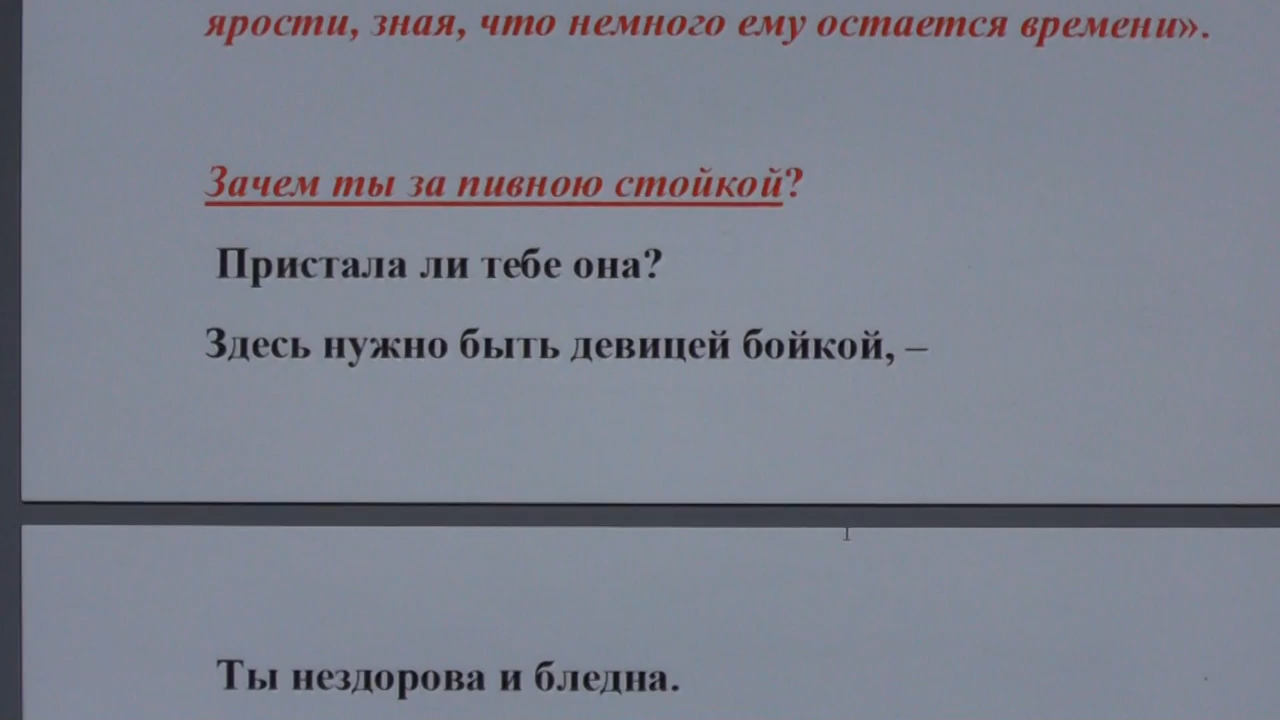 ярости, зная, что немного ему остается времени».
Зачем ты за пивною стойкой?
Пристала ли тебе она?
Здесь нужно быть девицей бойкой, –
Ты нездорова и бледна.